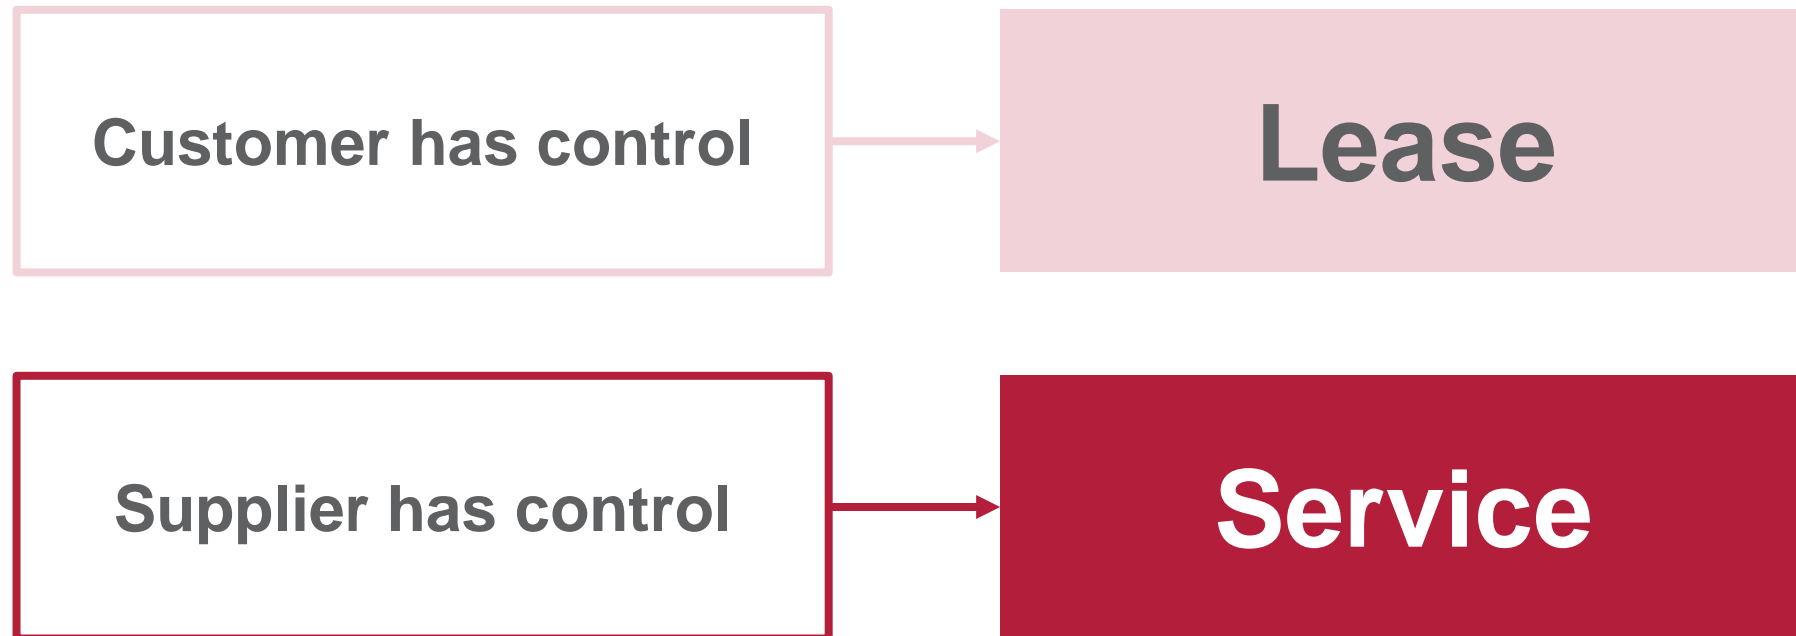 Customer has control
Lease
Supplier has control
Service